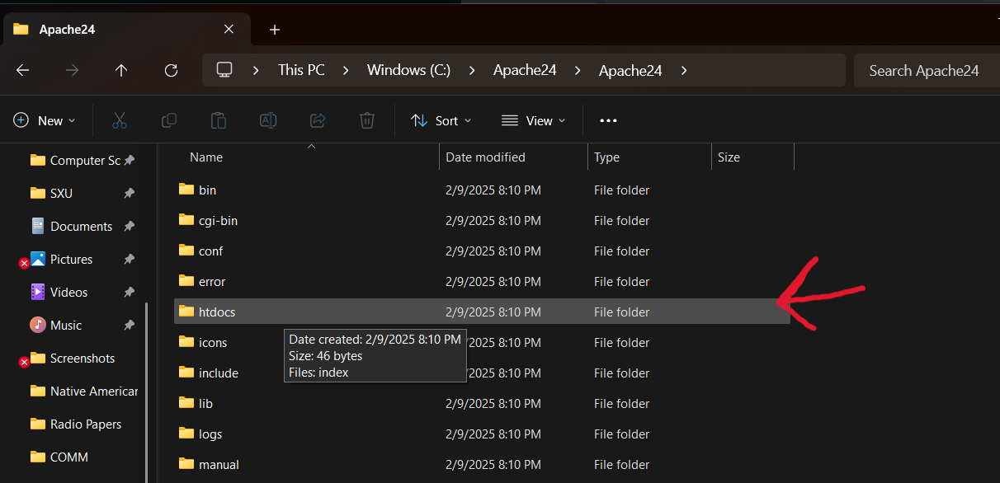 Apache24
This PC > Windows (C:) > Apache24 > Apache24 >
Search Apache24
New
Sort
View
Computer Sc
SXU
Documents
Pictures
Videos
Music
Screenshots
Native American
Radio Papers
COMM
Name Date modified Type Size
bin 2/9/2025 8:10 PM File folder
cgi-bin 2/9/2025 8:10 PM File folder
conf 2/9/2025 8:10 PM File folder
error 2/9/2025 8:10 PM File folder
htdocs 2/9/2025 8:10 PM File folder
icons /2025 8:10 PM File folder
include /2025 8:10 PM File folder
lib 2/9/2025 8:10 PM File folder
logs 2/9/2025 8:10 PM File folder
manual 2/9/2025 8:10 PM File folder
Date created: 2/9/2025 8:10 PM
Size: 46 bytes
Files: index